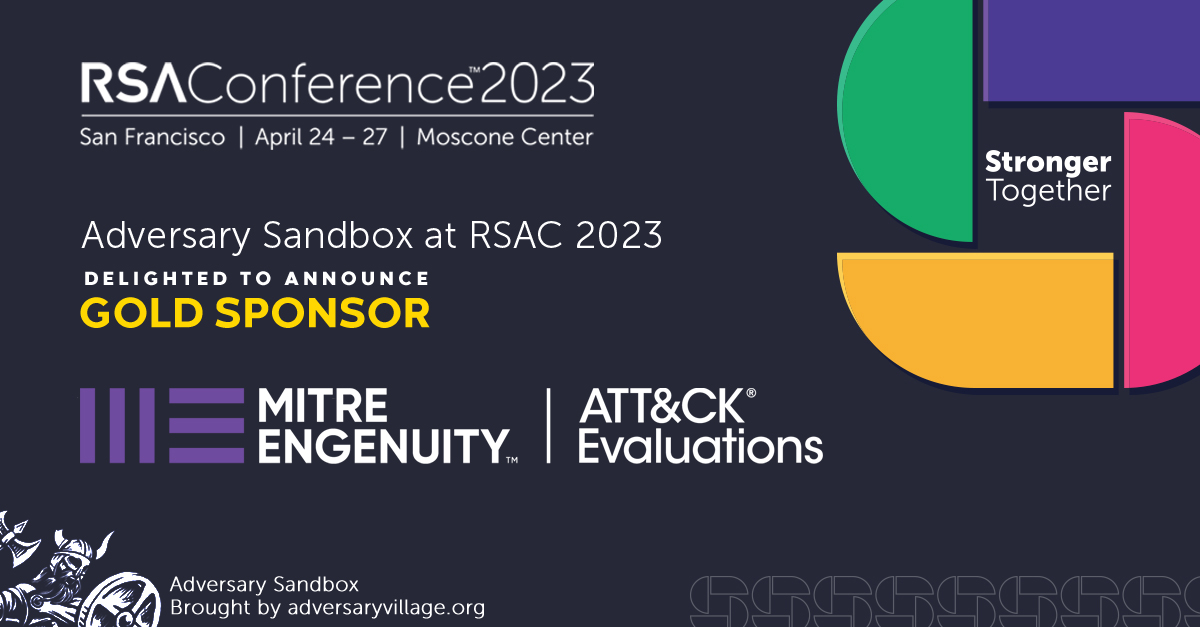 RSAConference™2023
San Francisco | April 24 – 27 | Moscone Center
Stronger
Together
Adversary Sandbox at RSAC 2023
DELIGHTED TO ANNOUNCE
GOLD SPONSOR
MITRE
ENGENUITY™
ATT&CK®
Evaluations
Adversary Sandbox
Brought by adversaryvillage.org